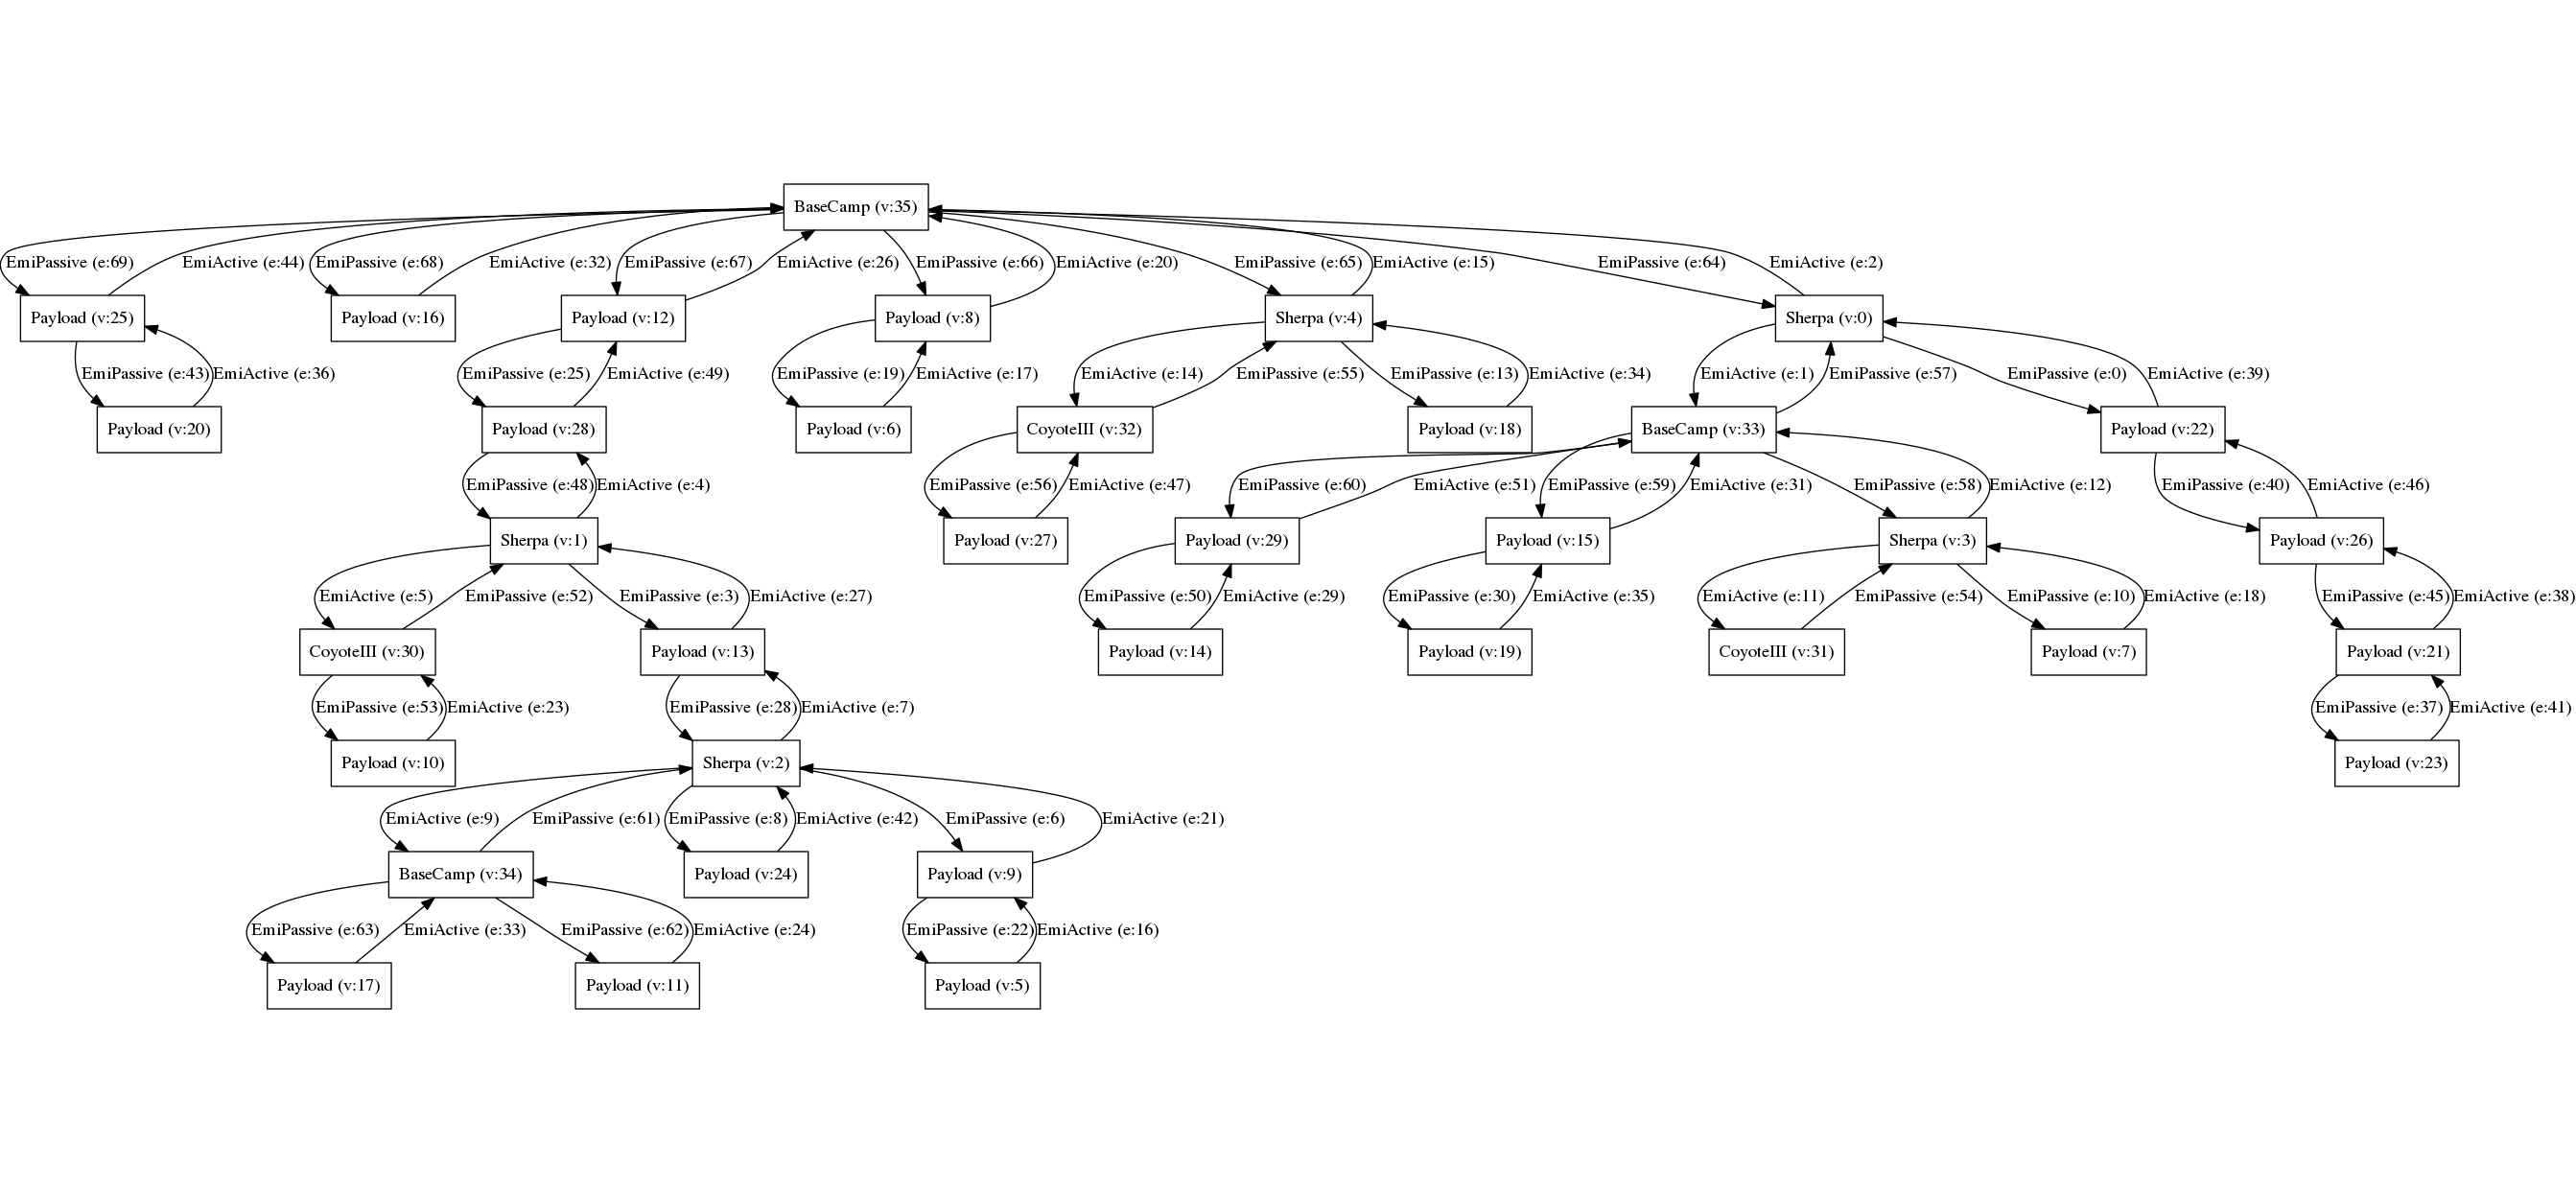 BaseCamp (v:35)
EmiPassive (e:69)
EmiActive (e:44)
EmiPassive (e:68)
EmiActive (e:32)
EmiPassive (e:67)
EmiActive (e:26)
EmiPassive (e:66)
EmiActive (e:20)
EmiPassive (e:65)
EmiActive (e:15)
EmiPassive (e:64)
EmiActive (e:2)
Payload (v:25)
Payload (v:16)
Payload (v:12)
Payload (v:8)
Sherpa (v:4)
Sherpa (v:0)
EmiPassive (e:43)
EmiActive (e:36)
EmiPassive (e:25)
EmiActive (e:49)
EmiPassive (e:19)
EmiActive (e:17)
EmiActive (e:14)
EmiPassive (e:55)
EmiPassive (e:13)
EmiActive (e:34)
EmiActive (e:1)
EmiPassive (e:57)
EmiPassive (e:0)
EmiActive (e:39)
Payload (v:20)
Payload (v:28)
Payload (v:6)
CoyoteIII (v:32)
Payload (v:18)
BaseCamp (v:33)
Payload (v:22)
EmiPassive (e:48)
EmiActive (e:4)
EmiPassive (e:56)
EmiActive (e:47)
EmiPassive (e:60)
EmiActive (e:51)
EmiPassive (e:59)
EmiActive (e:31)
EmiPassive (e:58)
EmiActive (e:12)
EmiPassive (e:40)
EmiActive (e:46)
Sherpa (v:1)
Payload (v:27)
Payload (v:29)
Payload (v:15)
Sherpa (v:3)
Payload (v:26)
EmiActive (e:5)
EmiPassive (e:52)
EmiPassive (e:3)
EmiActive (e:27)
EmiPassive (e:50)
EmiActive (e:29)
EmiPassive (e:30)
EmiActive (e:35)
EmiActive (e:11)
EmiPassive (e:54)
EmiPassive (e:10)
EmiActive (e:18)
EmiPassive (e:45)
EmiActive (e:38)
CoyoteIII (v:30)
Payload (v:13)
Payload (v:14)
Payload (v:19)
CoyoteIII (v:31)
Payload (v:7)
Payload (v:21)
EmiPassive (e:53)
EmiActive (e:23)
EmiPassive (e:28)
EmiActive (e:7)
EmiPassive (e:37)
EmiActive (e:41)
Payload (v:10)
Sherpa (v:2)
Payload (v:23)
EmiActive (e:9)
EmiPassive (e:61)
EmiPassive (e:8)
EmiActive (e:42)
EmiPassive (e:6)
EmiActive (e:21)
BaseCamp (v:34)
Payload (v:24)
Payload (v:9)
EmiPassive (e:63)
EmiActive (e:33)
EmiPassive (e:62)
EmiActive (e:24)
EmiPassive (e:22)
EmiActive (e:16)
Payload (v:17)
Payload (v:11)
Payload (v:5)